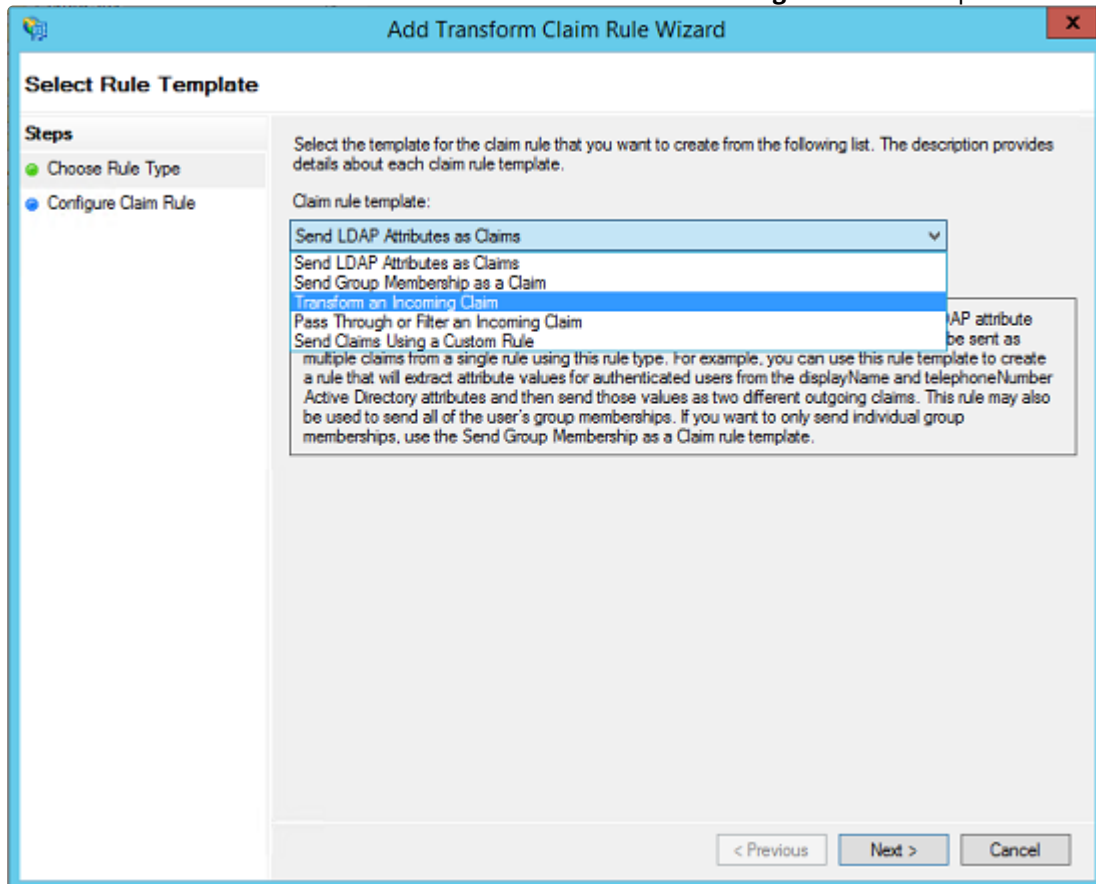 Add Transform Claim Rule Wizard
x
Select Rule Template
Steps
Choose Rule Type
Configure Claim Rule
Select the template for the claim rule that you want to create from the following list. The description provides
details about each claim rule template.
Claim rule template:
Send LDAP Attributes as Claims
Send LDAP Attributes as Claims
Send Group Membership as a Claim
Transform an Incoming Claim
Pass Through or Filter an Incoming Claim
Send Claims Using a Custom Rule
AP attribute
be sent as
multiple claims from a single rule using this rule type. For example, you can use this rule template to create
a rule that will extract attribute values for authenticated users from the displayName and telephoneNumber
Active Directory attributes and then send those values as two different outgoing claims. This rule may also
be used to send all of the user's group memberships. If you want to only send individual group
memberships, use the Send Group Membership as a Claim rule template.
< Previous
Next >
Cancel